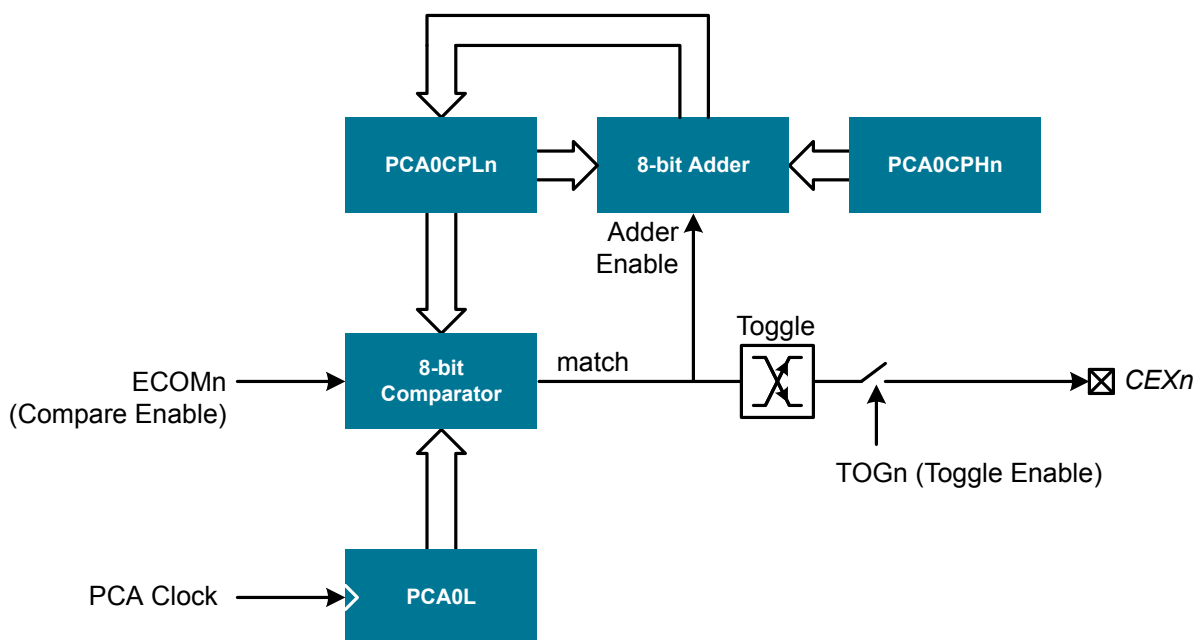 PCA0CPLn
8-bit Adder
PCA0CPHn
Adder
Enable
Toggle
8-bit
Comparator
match
ECOMn
(Compare Enable)
CEXn
TOGn (Toggle Enable)
PCA Clock
PCA0L